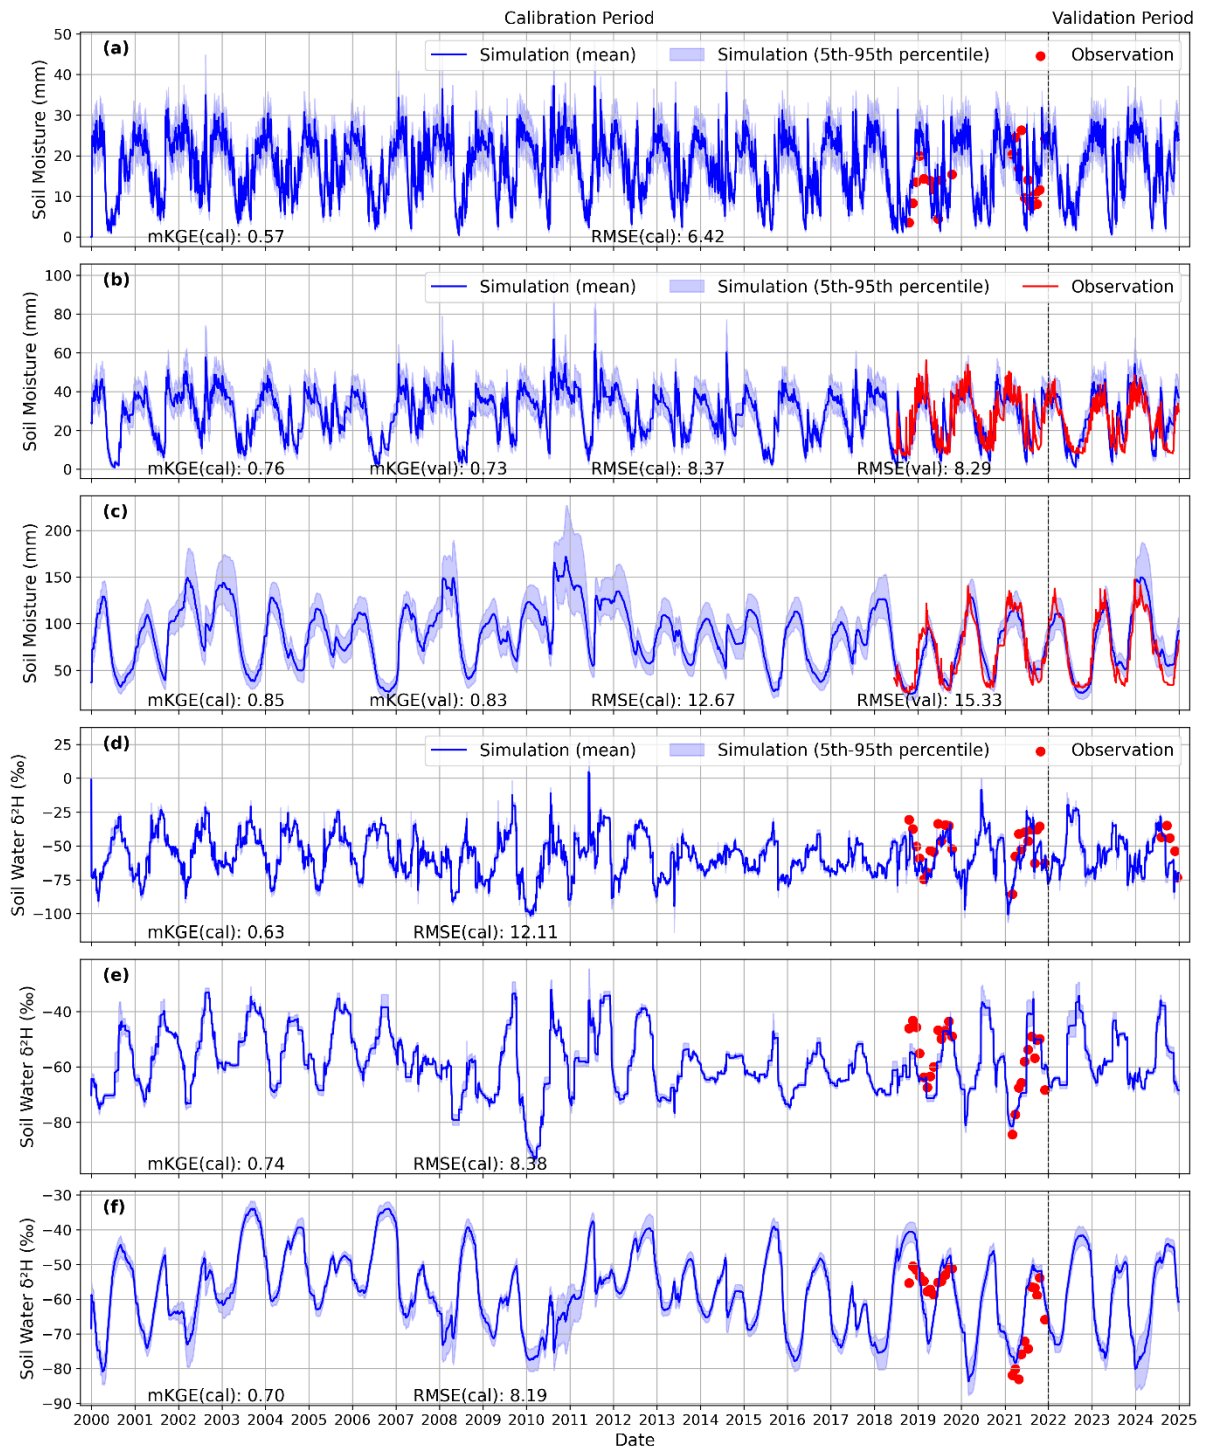 Calibration Period Validation Period
(a) Simulation (mean) Simulation (5th-95th percentile) Observation
Soil Moisture (mm)
50
40
30
20
10
0
mKGE(cal): 0.57 RMSE(cal): 6.42
(b) Simulation (mean) Simulation (5th-95th percentile) Observation
Soil Moisture (mm)
100
80
60
40
20
0
mKGE(cal): 0.76 mKGE(val): 0.73 RMSE(cal): 8.37 RMSE(val): 8.29
(c)
Soil Moisture (mm)
200
150
100
50
mKGE(cal): 0.85 mKGE(val): 0.83 RMSE(cal): 12.67 RMSE(val): 15.33
(d) Simulation (mean) Simulation (5th-95th percentile) Observation
Soil Water δ²H (‰)
25
0
−25
−50
−75
−100
mKGE(cal): 0.63 RMSE(cal): 12.11
(e)
Soil Water δ²H (‰)
−40
−60
−80
mKGE(cal): 0.74 RMSE(cal): 8.38
(f)
Soil Water δ²H (‰)
−30
−40
−50
−60
−70
−80
−90
mKGE(cal): 0.70 RMSE(cal): 8.19
2000 2001 2002 2003 2004 2005 2006 2007 2008 2009 2010 2011 2012 2013 2014 2015 2016 2017 2018 2019 2020 2021 2022 2023 2024 2025
Date